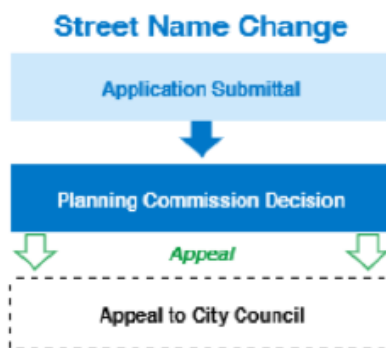 Street Name Change
Application Submittal
Planning Commission Decision
Appeal
Appeal to City Council